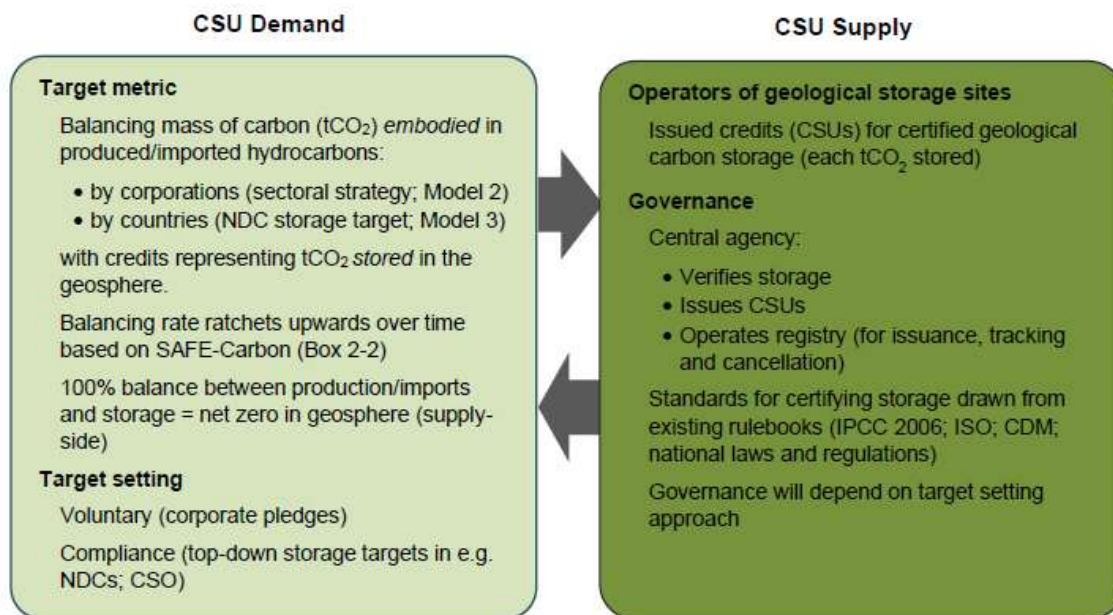 CSU Demand
Target metric
Balancing mass of carbon (tCO₂) embodied in
produced/imported hydrocarbons:
• by corporations (sectoral strategy; Model 2)
• by countries (NDC storage target; Model 3)
with credits representing tCO₂ stored in the
geosphere.
Balancing rate ratchets upwards over time
based on SAFE-Carbon (Box 2-2)
100% balance between production/imports
and storage = net zero in geosphere (supply-
side)
Target setting
Voluntary (corporate pledges)
Compliance (top-down storage targets in e.g.
NDCs; CSO)
CSU Supply
Operators of geological storage sites
Issued credits (CSUs) for certified geological
carbon storage (each tCO₂ stored)
Governance
Central agency:
• Verifies storage
• Issues CSUs
• Operates registry (for issuance, tracking
and cancellation)
Standards for certifying storage drawn from
existing rulebooks (IPCC 2006; ISO; CDM;
national laws and regulations)
Governance will depend on target setting
approach